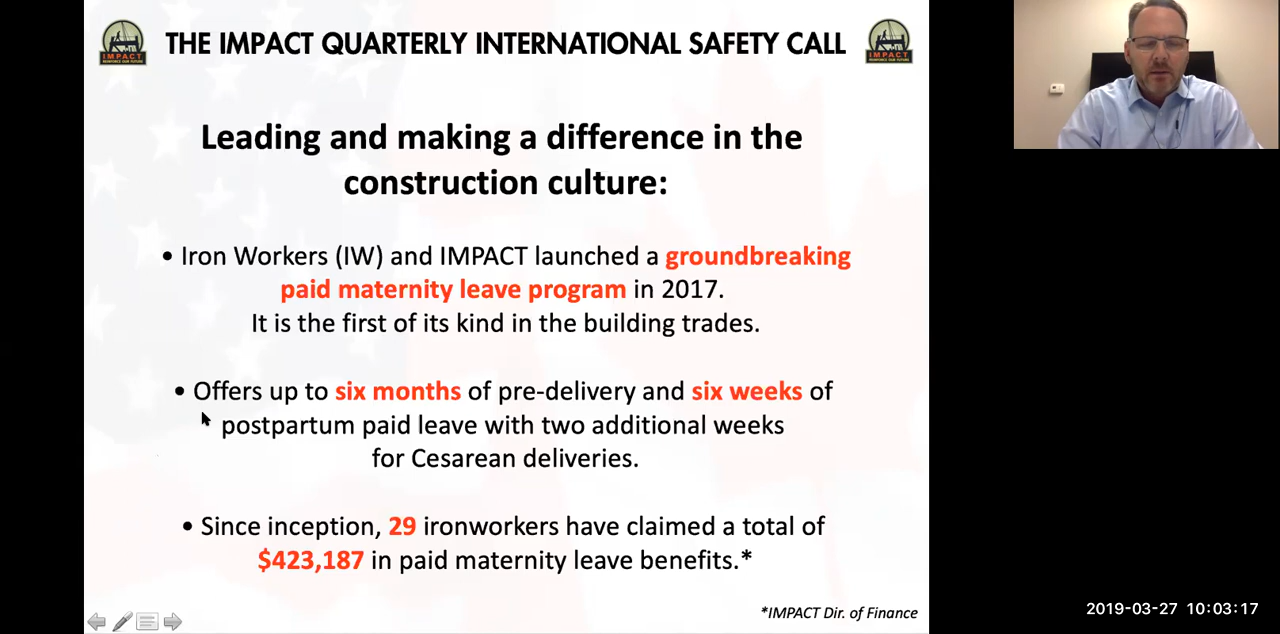 THE IMPACT QUARTERLY INTERNATIONAL SAFETY CALL
IMPACT
IMPACT
Leading and making a difference in the
construction culture:
• Iron Workers (IW) and IMPACT launched a groundbreaking
paid maternity leave program in 2017.
It is the first of its kind in the building trades.
• Offers up to six months of pre-delivery and six weeks of
postpartum paid leave with two additional weeks
for Cesarean deliveries.
• Since inception, 29 ironworkers have claimed a total of
$423,187 in paid maternity leave benefits.*
*IMPACT Dir. of Finance
2019-03-27 10:03:17